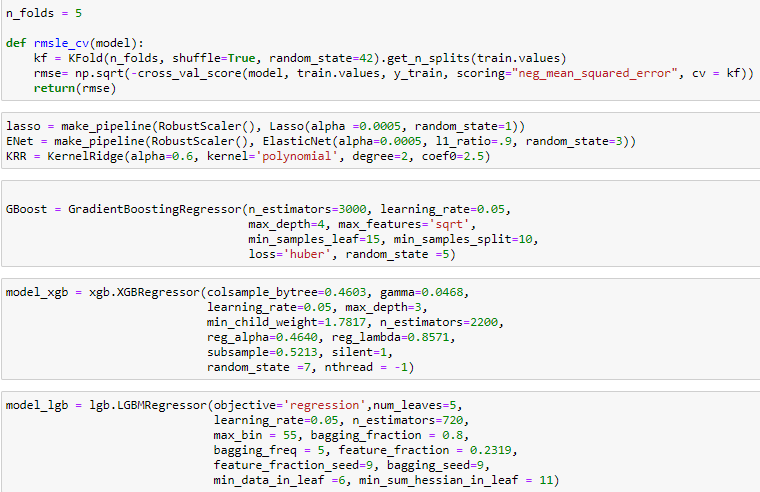 n_folds = 5
def rmsle_cv(model):
    kf = KFold(n_folds, shuffle=True, random_state=42).get_n_splits(train.values)
    rmse= np.sqrt(-cross_val_score(model, train.values, y_train, scoring="neg_mean_squared_error", cv = kf))
    return(rmse)
lasso = make_pipeline(RobustScaler(), Lasso(alpha =0.0005, random_state=1))
ENet = make_pipeline(RobustScaler(), ElasticNet(alpha=0.0005, l1_ratio=.9, random_state=3))
KRR = KernelRidge(alpha=0.6, kernel='polynomial', degree=2, coef0=2.5)
GBoost = GradientBoostingRegressor(n_estimators=3000, learning_rate=0.05,
                                   max_depth=4, max_features='sqrt',
                                   min_samples_leaf=15, min_samples_split=10,
                                   loss='huber', random_state =5)
model_xgb = xgb.XGBRegressor(colsample_bytree=0.4603, gamma=0.0468,
                             learning_rate=0.05, max_depth=3,
                             min_child_weight=1.7817, n_estimators=2200,
                             reg_alpha=0.4640, reg_lambda=0.8571,
                             subsample=0.5213, silent=1,
                             random_state =7, nthread = -1)
model_lgb = lgb.LGBMRegressor(objective='regression',num_leaves=5,
                              learning_rate=0.05, n_estimators=720,
                              max_bin = 55, bagging_fraction = 0.8,
                              bagging_freq = 5, feature_fraction = 0.2319,
                              feature_fraction_seed=9, bagging_seed=9,
                              min_data_in_leaf =6, min_sum_hessian_in_leaf = 11)